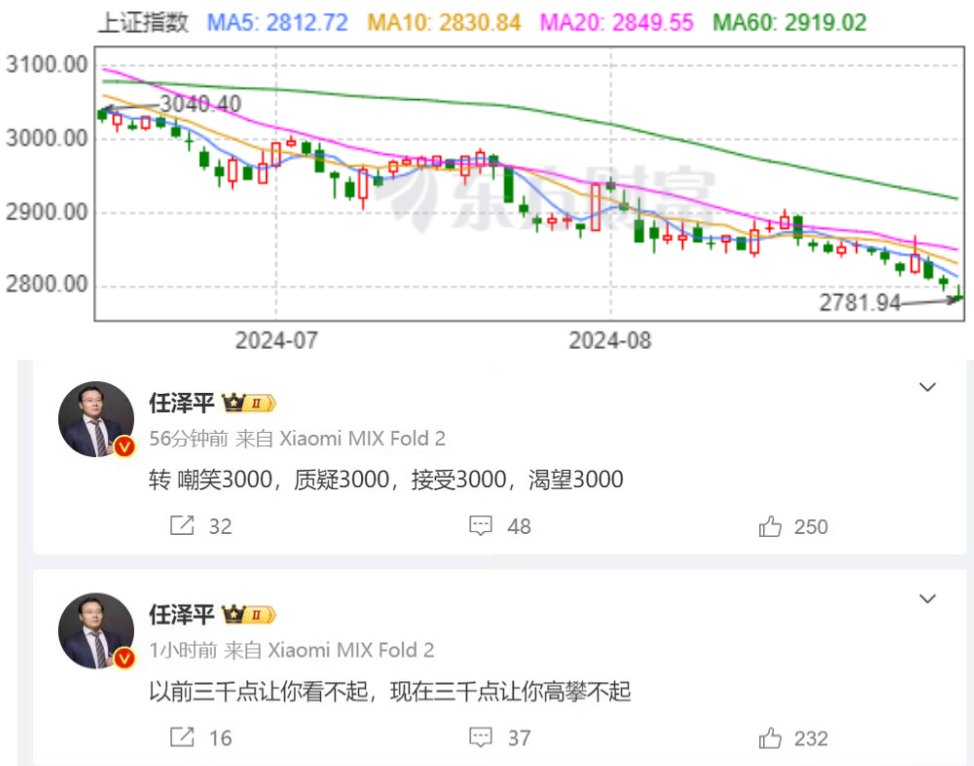 上证指数 MA5: 2812.72 MA10: 2830.84 MA20: 2849.55 MA60: 2919.02
3100.00
3040.40
3000.00
东方财富
2900.00
2800.00
2781.94
2024-07 2024-08
任泽平 II
56分钟前 来自 Xiaomi MIX Fold 2
转 嘲笑3000，质疑3000，接受3000，渴望3000
32 48 250
任泽平 II
1小时前 来自 Xiaomi MIX Fold 2
以前三千点让你看不起，现在三千点让你高攀不起
16 37 232